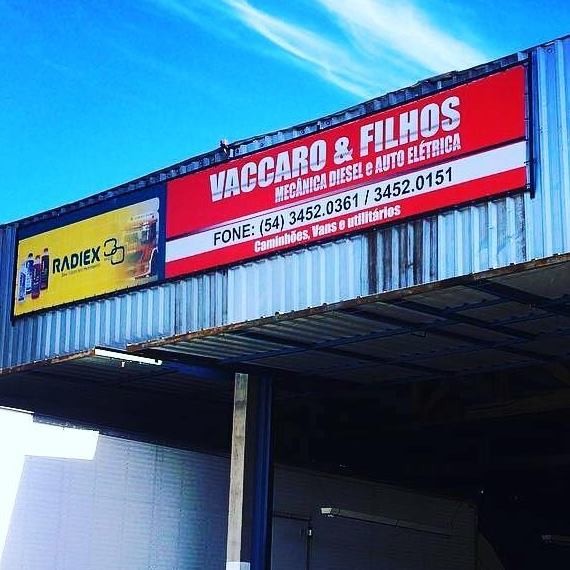 VACCARO & FILHOS
MECÂNICA DIESEL e AUTO ELÉTRICA
FONE: (54) 3452.0361 / 3452.0151
Caminhões, Vans e utilitários
RADIEX